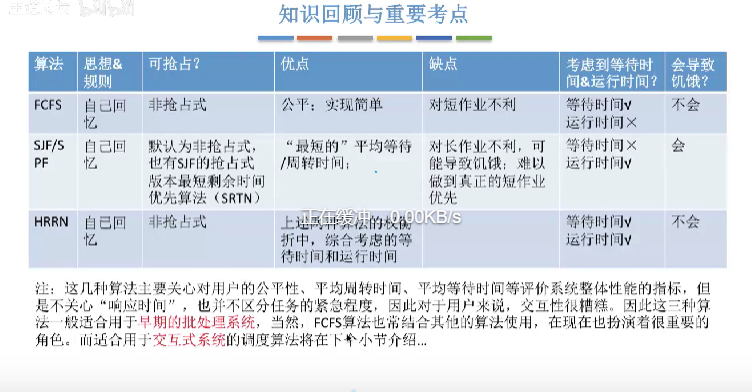 知识回顾与重要考点
算法 思想& 可抢占? 优点 缺点 考虑到等待时 会导致
规则 间&运行时间? 饥饿?
FCFS 自己回 非抢占式 公平;实现简单 对短作业不利 等待时间√ 不会
忆 运行时间×
SJF/S 自己回 默认为非抢占式, “最短的”平均等待 对长作业不利,可 等待时间× 会
PF 忆 也有SJF的抢占式 /周转时间; 能导致饥饿;难以 运行时间√
版本最短剩余时间 做到真正的短作业
优先算法(SRTN) 优先
正在缓冲 0.00KB/s
HRRN 自己回 非抢占式 上述两种算法的权衡 等待时间√ 不会
忆 折中,综合考虑的等 运行时间√
待时间和运行时间
注:这几种算法主要关心对用户的公平性、平均周转时间、平均等待时间等评价系统整体性能的指标,但
是不关心“响应时间”,也并不区分任务的紧急程度,因此对于用户来说,交互性很糟糕。因此这三种算
法一般适合用于早期的批处理系统,当然,FCFS算法也常结合其他的算法使用,在现在也扮演着很重要的
角色。而适合用于交互式系统的调度算法将在下个小节介绍...